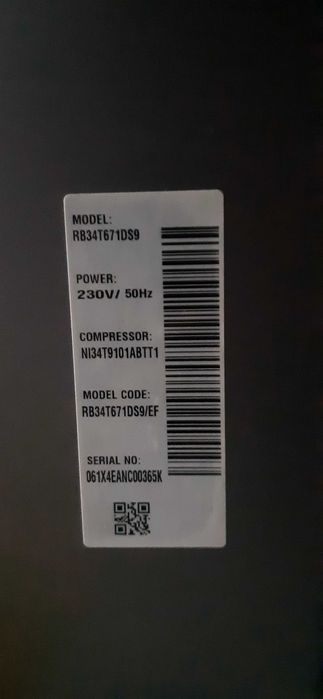 MODEL:
RB34T671DS9
POWER:
230V/ 50Hz
COMPRESSOR:
NI34T9101ABTT1
MODEL CODE:
RB34T671DS9/EF
SERIAL NO:
061X4EANC00365K